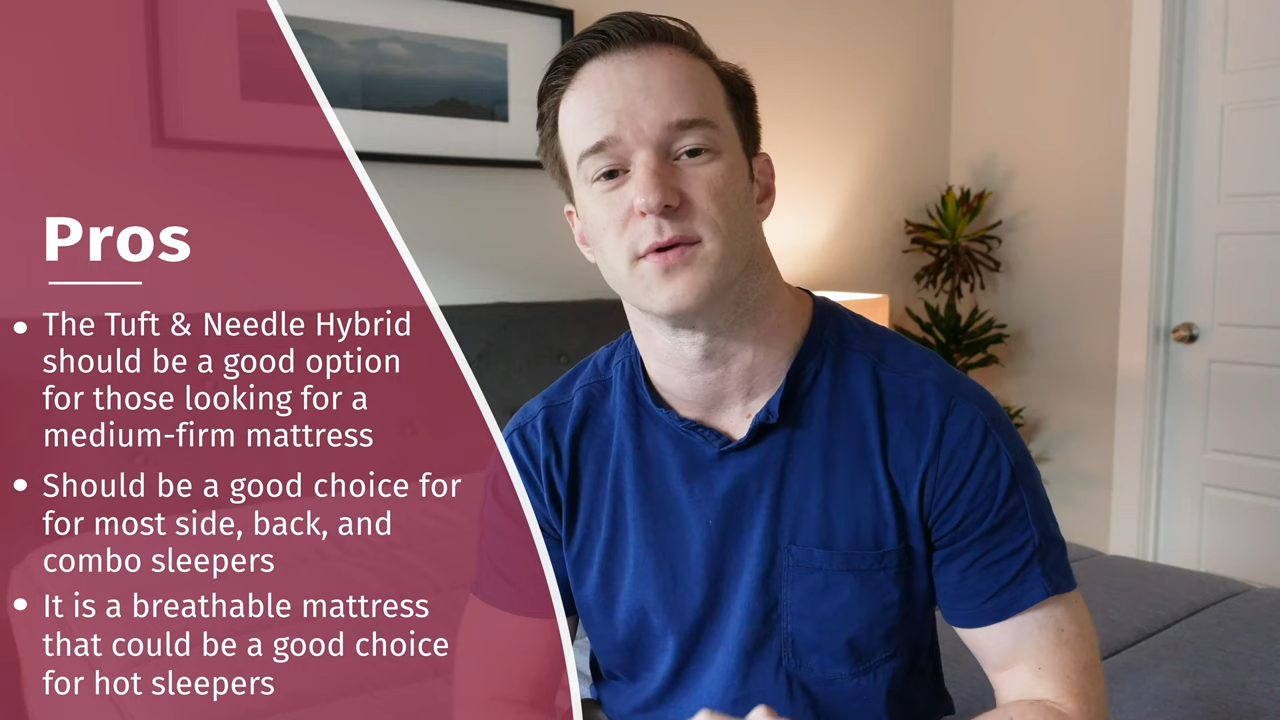 Pros
• The Tuft & Needle Hybrid
should be a good option
for those looking for a
medium-firm mattress
• Should be a good choice for
for most side, back, and
combo sleepers
• It is a breathable mattress
that could be a good choice
for hot sleepers